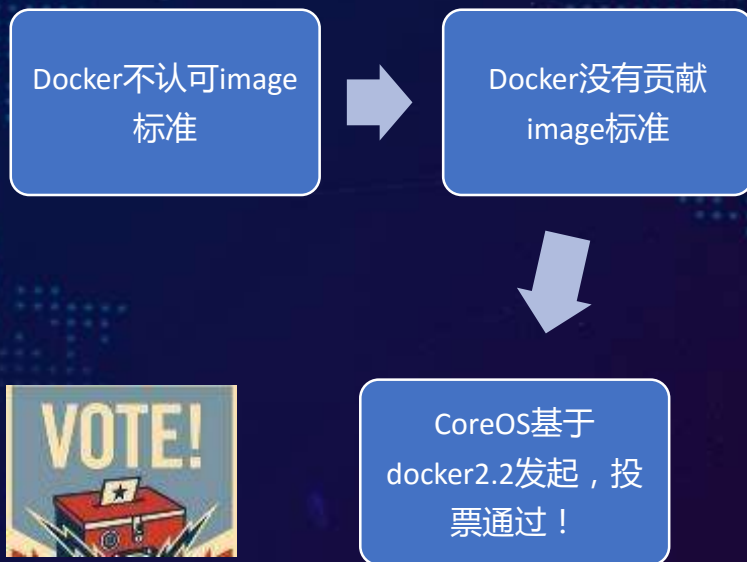 Docker不认可image
标准
Docker没有贡献
image标准
VOTE!
CoreOS基于
docker2.2发起，投
票通过！